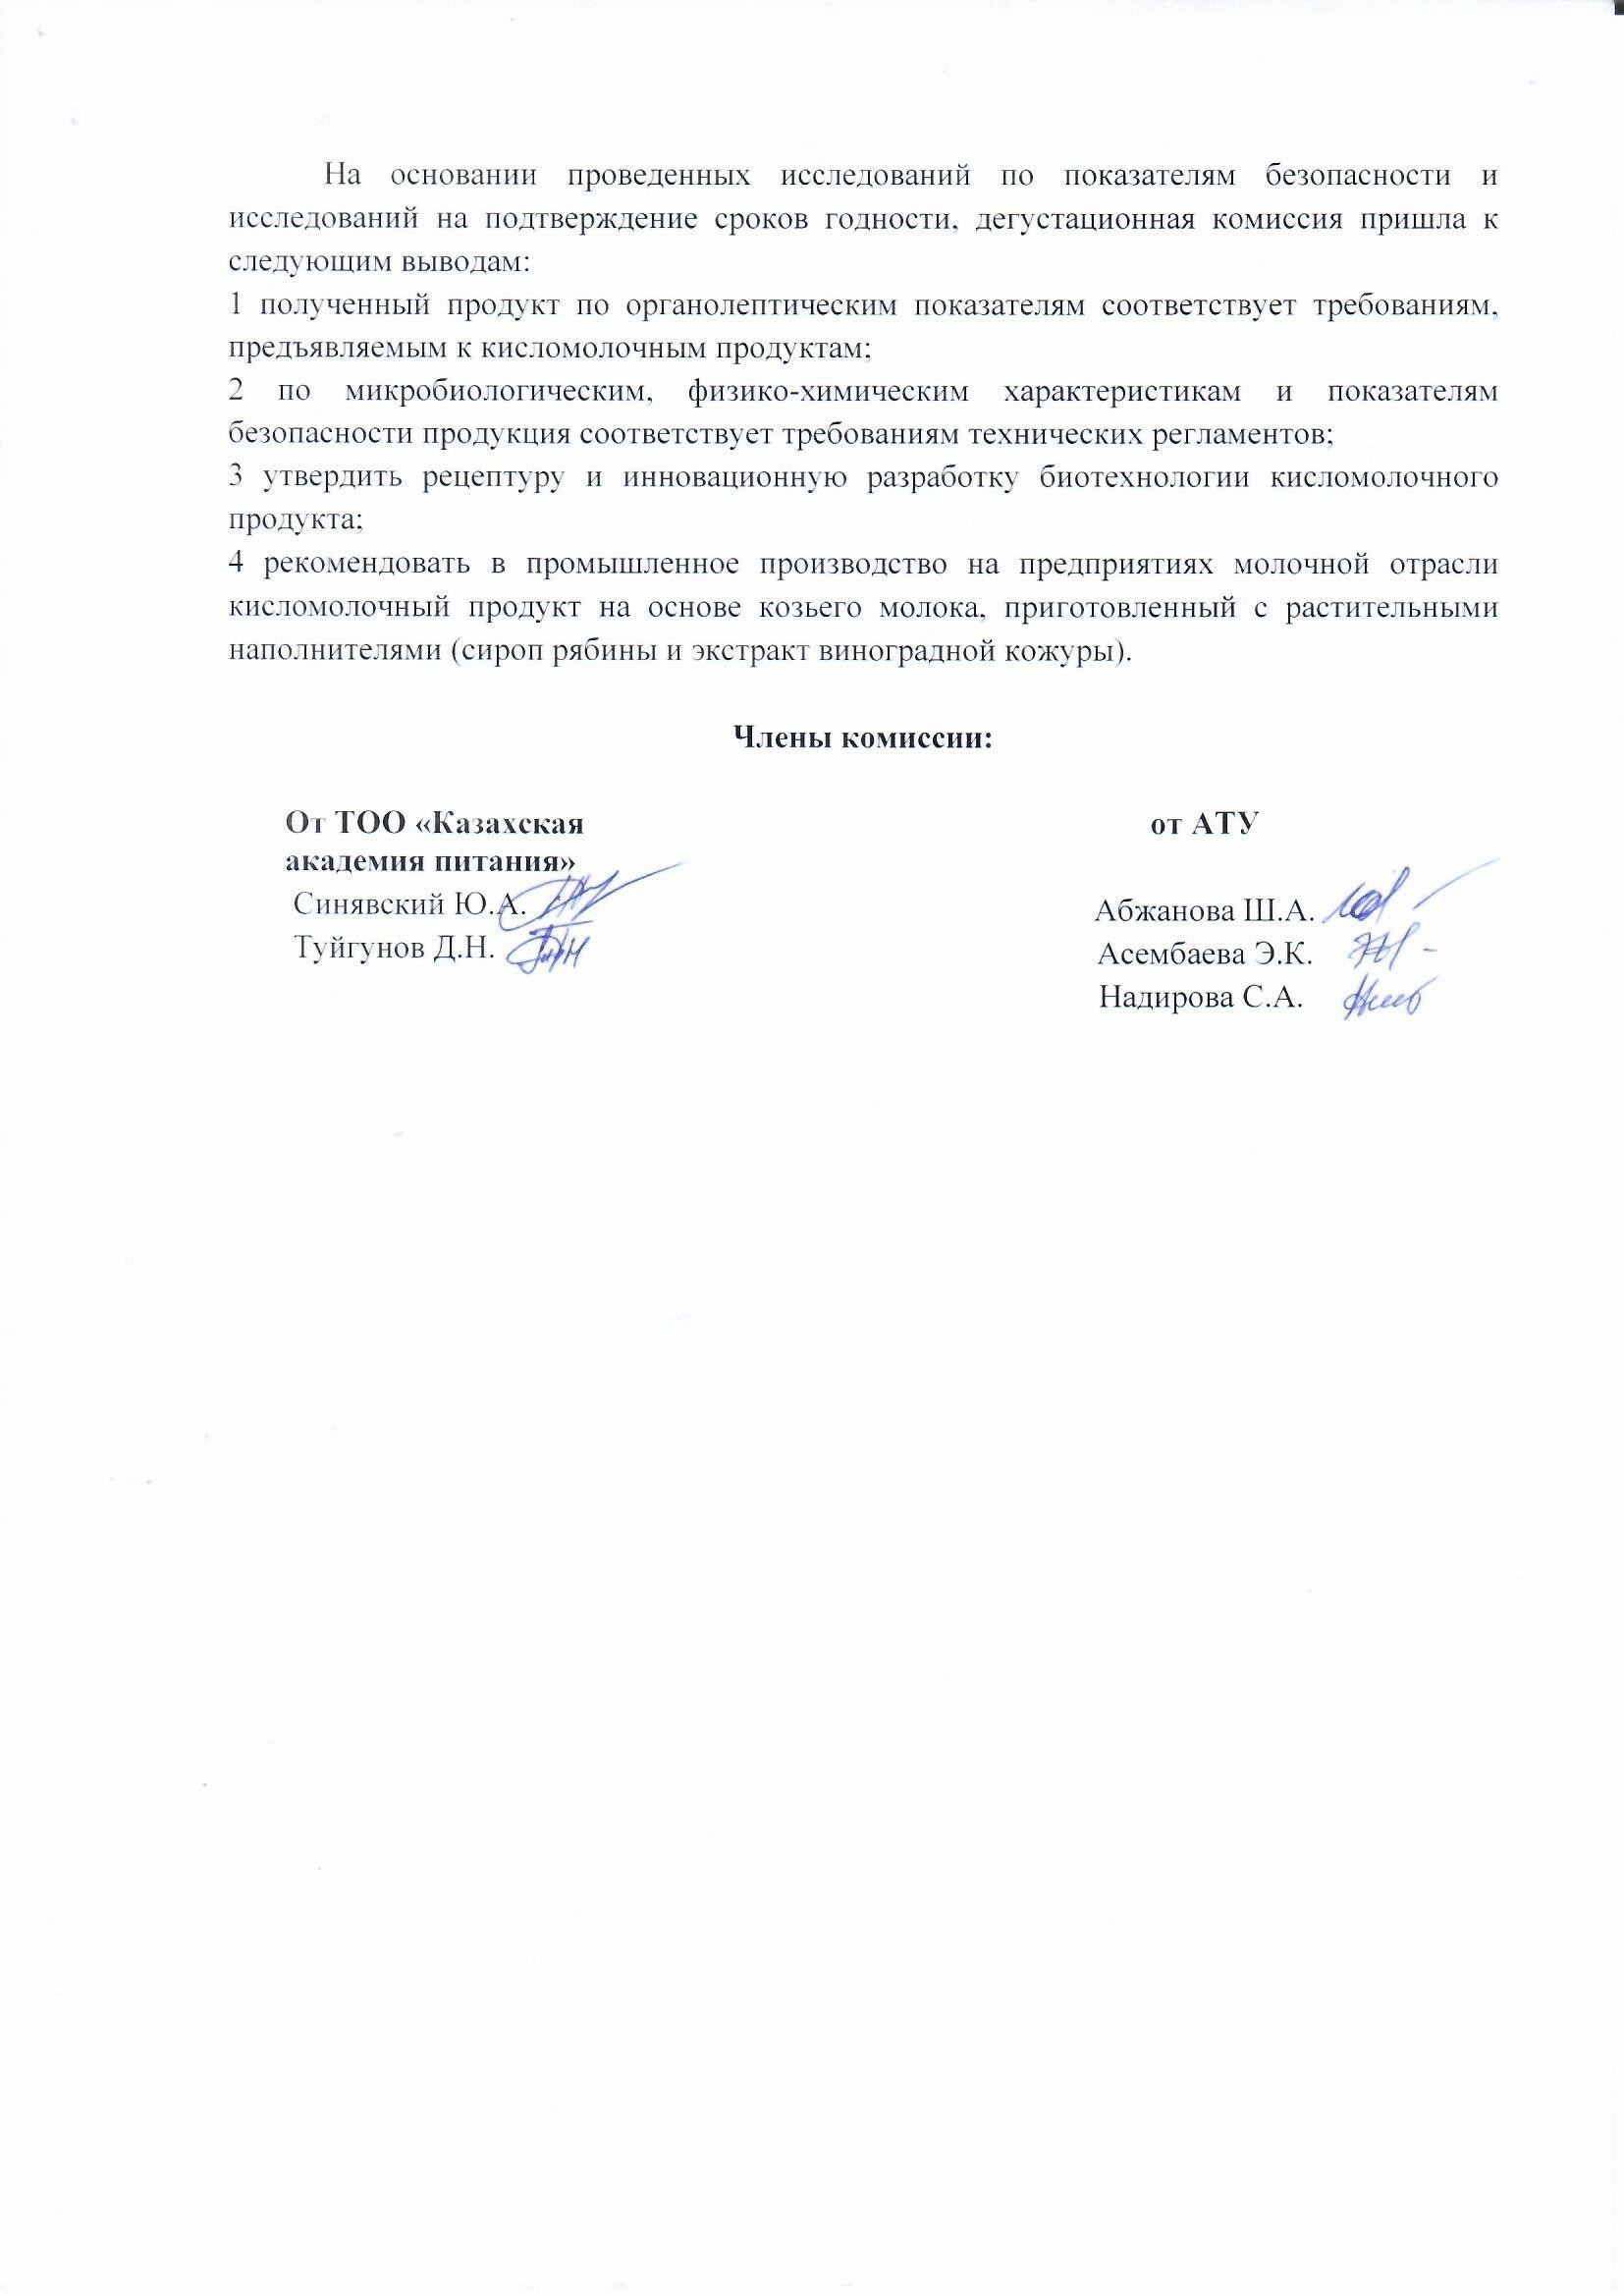 На основании проведенных исследований по показателям безопасности и
исследований на подтверждение сроков годности, дегустационная комиссия пришла к
следующим выводам:
1 полученный продукт по органолептическим показателям соответствует требованиям,
предъявляемым к кисломолочным продуктам;
2 по микробиологическим, физико-химическим характеристикам и показателям
безопасности продукция соответствует требованиям технических регламентов;
3 утвердить рецептуру и инновационную разработку биотехнологии кисломолочного
продукта;
4 рекомендовать в промышленное производство на предприятиях молочной отрасли
кисломолочный продукт на основе козьего молока, приготовленный с растительными
наполнителями (сироп рябины и экстракт виноградной кожуры).
Члены комиссии:
От ТОО «Казахская
академия питания»
Синявский Ю.А.
Туйгунов Д.Н.
от АТУ
Абжанова Ш.А.
Асембаева Э.К.
Надирова С.А.